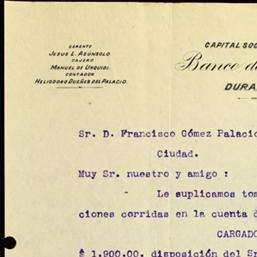 GERENTE
JESUS L. ASÚNSOLO
CAJERO
MANUEL DE URQUIDI.
CONTADOR
HELIODORO DUEÑES DEL PALACIO.
CAPITAL SOC
Banco de
DURA
Sr. D. Francisco Gómez Palacio
Ciudad.
Muy Sr. nuestro y amigo :
Le suplicamos tom
ciones corridas en la cuenta d
CARGADO
$ 1,900.00. disposición del Sr